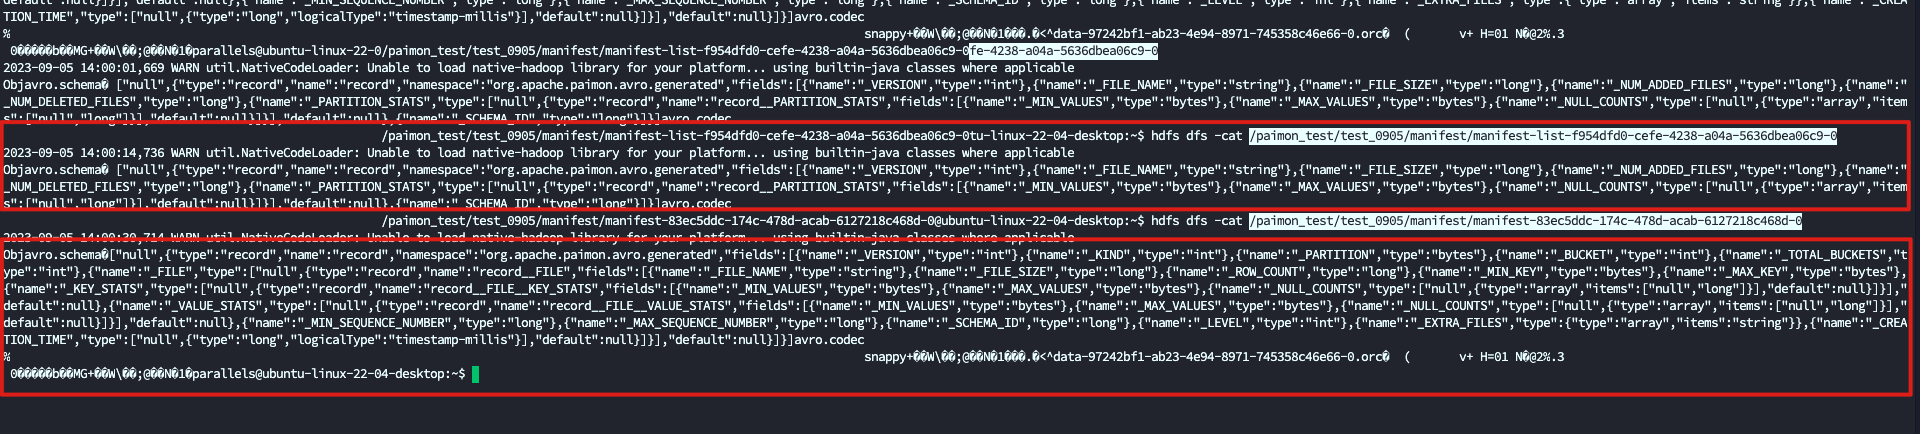 TION_TIME","type":["null",{"type":"long","logicalType":"timestamp-millis"}],"default":null}]}],"default":null}]}]avro.codec
% snappy+��W\��;@��N�1���.�<^data-97242bf1-ab23-4e94-8971-745358c46e66-0.orc� ( v+ H=01 N�@2%.3
0�����b��MG+��W\��;@��N�1�parallels@ubuntu-linux-22-0/paimon_test/test_0905/manifest/manifest-list-f954dfd0-cefe-4238-a04a-5636dbea06c9-0fe-4238-a04a-5636dbea06c9-0
2023-09-05 14:00:01,669 WARN util.NativeCodeLoader: Unable to load native-hadoop library for your platform... using builtin-java classes where applicable
Objavro.schema� ["null",{"type":"record","name":"record","namespace":"org.apache.paimon.avro.generated","fields":[{"name":"_VERSION","type":"int"},{"name":"_FILE_NAME","type":"string"},{"name":"_FILE_SIZE","type":"long"},{"name":"_NUM_ADDED_FILES","type":"long"},{"name":"
_NUM_DELETED_FILES","type":"long"},{"name":"_PARTITION_STATS","type":["null",{"type":"record","name":"record__PARTITION_STATS","fields":[{"name":"_MIN_VALUES","type":"bytes"},{"name":"_MAX_VALUES","type":"bytes"},{"name":"_NULL_COUNTS","type":["null",{"type":"array","item
s":["null","long"]}],"default":null}]}],"default":null},{"name":"_SCHEMA_ID","type":"long"}]}]avro.codec
/paimon_test/test_0905/manifest/manifest-list-f954dfd0-cefe-4238-a04a-5636dbea06c9-0tu-linux-22-04-desktop:~$ hdfs dfs -cat /paimon_test/test_0905/manifest/manifest-list-f954dfd0-cefe-4238-a04a-5636dbea06c9-0
2023-09-05 14:00:14,736 WARN util.NativeCodeLoader: Unable to load native-hadoop library for your platform... using builtin-java classes where applicable
Objavro.schema� ["null",{"type":"record","name":"record","namespace":"org.apache.paimon.avro.generated","fields":[{"name":"_VERSION","type":"int"},{"name":"_FILE_NAME","type":"string"},{"name":"_FILE_SIZE","type":"long"},{"name":"_NUM_ADDED_FILES","type":"long"},{"name":"
_NUM_DELETED_FILES","type":"long"},{"name":"_PARTITION_STATS","type":["null",{"type":"record","name":"record__PARTITION_STATS","fields":[{"name":"_MIN_VALUES","type":"bytes"},{"name":"_MAX_VALUES","type":"bytes"},{"name":"_NULL_COUNTS","type":["null",{"type":"array","item
s":["null","long"]}],"default":null}]}],"default":null},{"name":"_SCHEMA_ID","type":"long"}]}]avro.codec
/paimon_test/test_0905/manifest/manifest-83ec5ddc-174c-478d-acab-6127218c468d-0@ubuntu-linux-22-04-desktop:~$ hdfs dfs -cat /paimon_test/test_0905/manifest/manifest-83ec5ddc-174c-478d-acab-6127218c468d-0
2023-09-05 14:00:30,714 WARN util.NativeCodeLoader: Unable to load native-hadoop library for your platform... using builtin-java classes where applicable
Objavro.schema�["null",{"type":"record","name":"record","namespace":"org.apache.paimon.avro.generated","fields":[{"name":"_VERSION","type":"int"},{"name":"_KIND","type":"int"},{"name":"_PARTITION","type":"bytes"},{"name":"_BUCKET","type":"int"},{"name":"_TOTAL_BUCKETS","t
ype":"int"},{"name":"_FILE","type":["null",{"type":"record","name":"record__FILE","fields":[{"name":"_FILE_NAME","type":"string"},{"name":"_FILE_SIZE","type":"long"},{"name":"_ROW_COUNT","type":"long"},{"name":"_MIN_KEY","type":"bytes"},{"name":"_MAX_KEY","type":"bytes"},
{"name":"_KEY_STATS","type":["null",{"type":"record","name":"record__FILE__KEY_STATS","fields":[{"name":"_MIN_VALUES","type":"bytes"},{"name":"_MAX_VALUES","type":"bytes"},{"name":"_NULL_COUNTS","type":["null",{"type":"array","items":["null","long"]}],"default":null}]}],"
default":null},{"name":"_VALUE_STATS","type":["null",{"type":"record","name":"record__FILE__VALUE_STATS","fields":[{"name":"_MIN_VALUES","type":"bytes"},{"name":"_MAX_VALUES","type":"bytes"},{"name":"_NULL_COUNTS","type":["null",{"type":"array","items":["null","long"]}],"
default":null}]}],"default":null},{"name":"_MIN_SEQUENCE_NUMBER","type":"long"},{"name":"_MAX_SEQUENCE_NUMBER","type":"long"},{"name":"_SCHEMA_ID","type":"long"},{"name":"_LEVEL","type":"int"},{"name":"_EXTRA_FILES","type":{"type":"array","items":"string"}},{"name":"_CREA
TION_TIME","type":["null",{"type":"long","logicalType":"timestamp-millis"}],"default":null}]}],"default":null}]}]avro.codec
% snappy+��W\��;@��N�1���.�<^data-97242bf1-ab23-4e94-8971-745358c46e66-0.orc� ( v+ H=01 N�@2%.3
0�����b��MG+��W\��;@��N�1�parallels@ubuntu-linux-22-04-desktop:~$